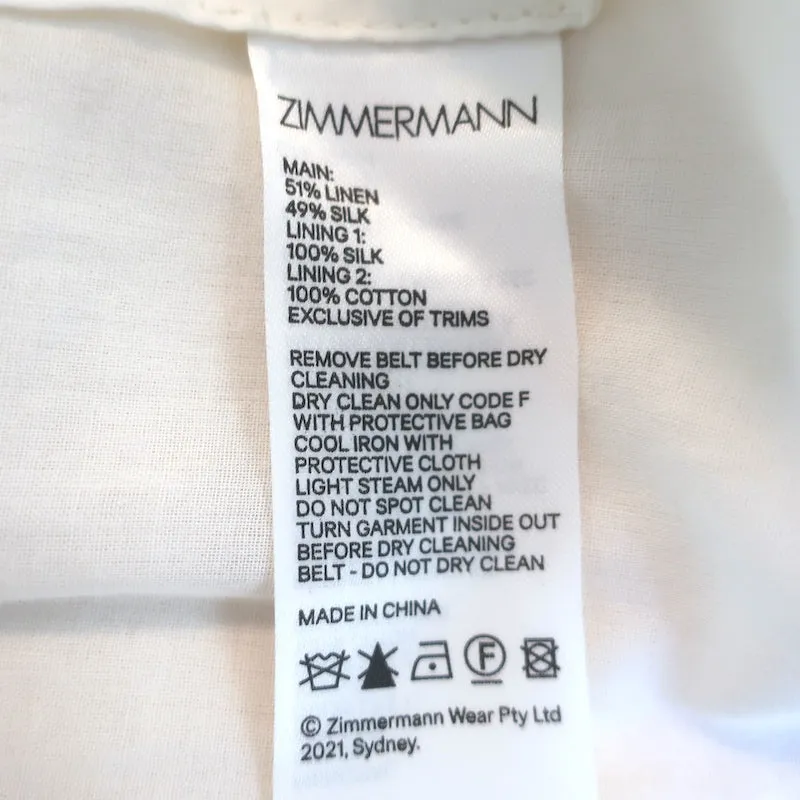 ZIMMERMANN
MAIN:
51% LINEN
49% SILK
LINING 1:
100% SILK
LINING 2:
100% COTTON
EXCLUSIVE OF TRIMS
REMOVE BELT BEFORE DRY
CLEANING
DRY CLEAN ONLY CODE F
WITH PROTECTIVE BAG
COOL IRON WITH
PROTECTIVE CLOTH
LIGHT STEAM ONLY
DO NOT SPOT CLEAN
TURN GARMENT INSIDE OUT
BEFORE DRY CLEANING
BELT - DO NOT DRY CLEAN
MADE IN CHINA
F
© Zimmermann Wear Pty Ltd
2021, Sydney.